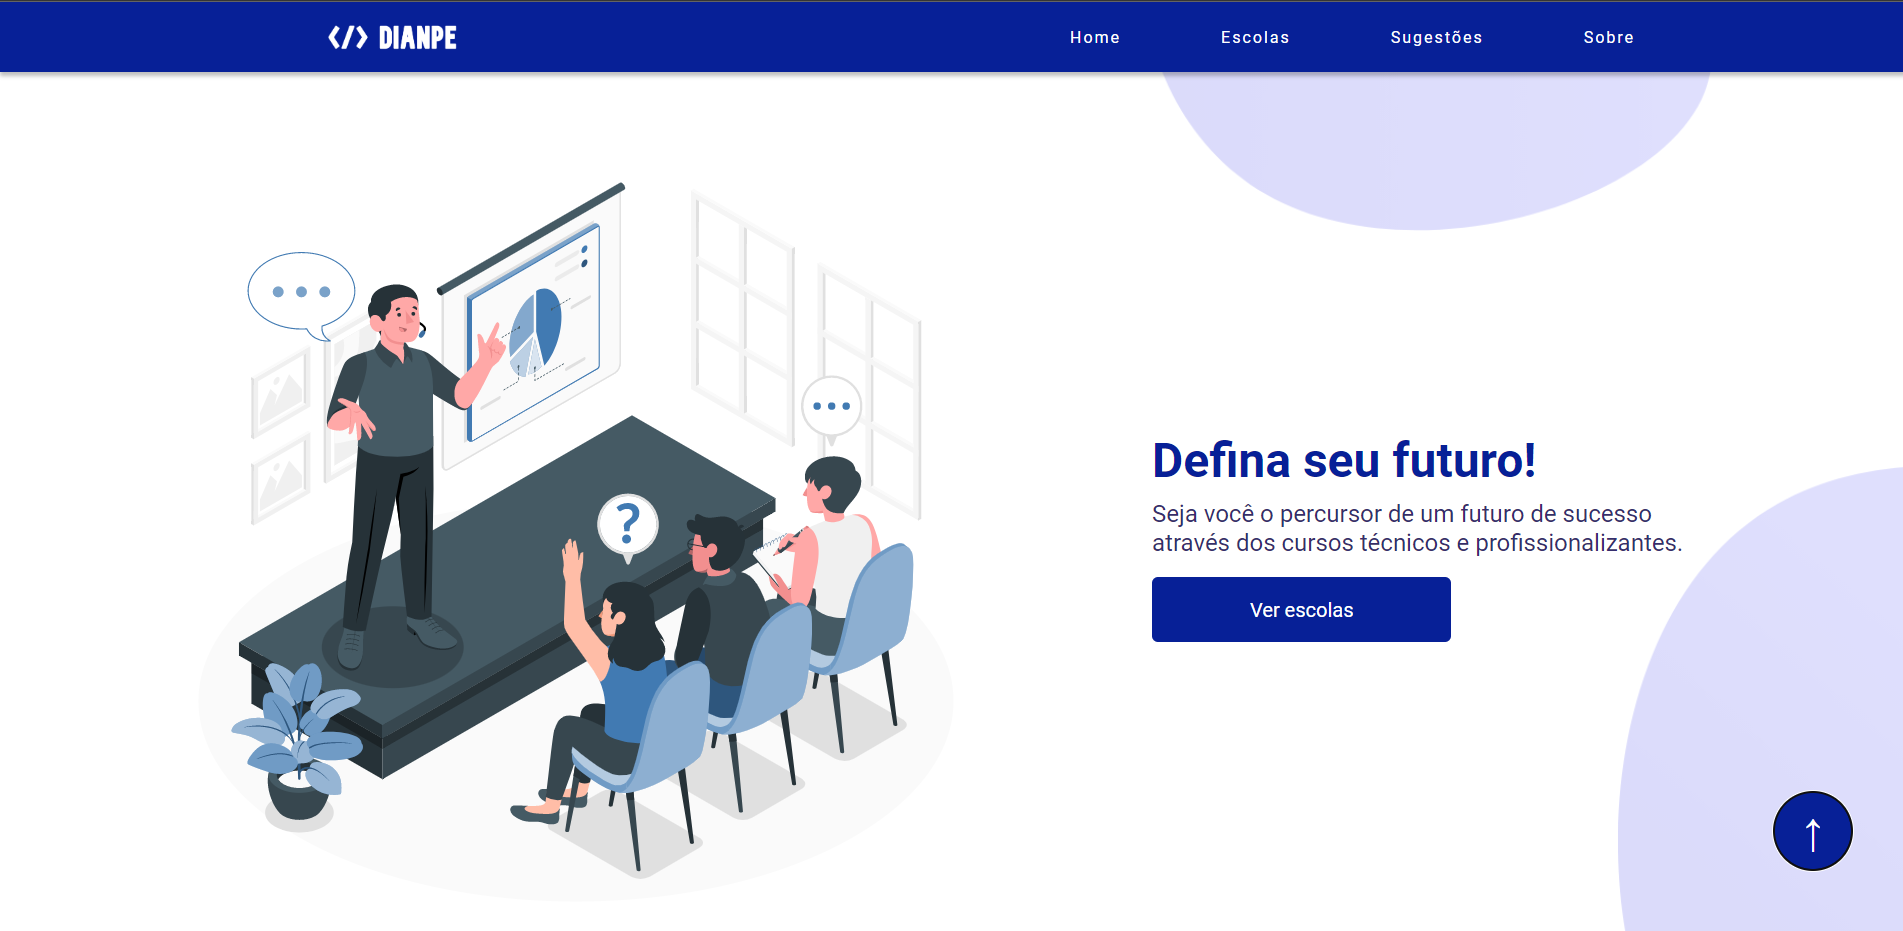 </> DIANPE
Home
Escolas
Sugestões
Sobre
?
Defina seu futuro!
Seja você o percursor de um futuro de sucesso
através dos cursos técnicos e profissionalizantes.
Ver escolas
↑